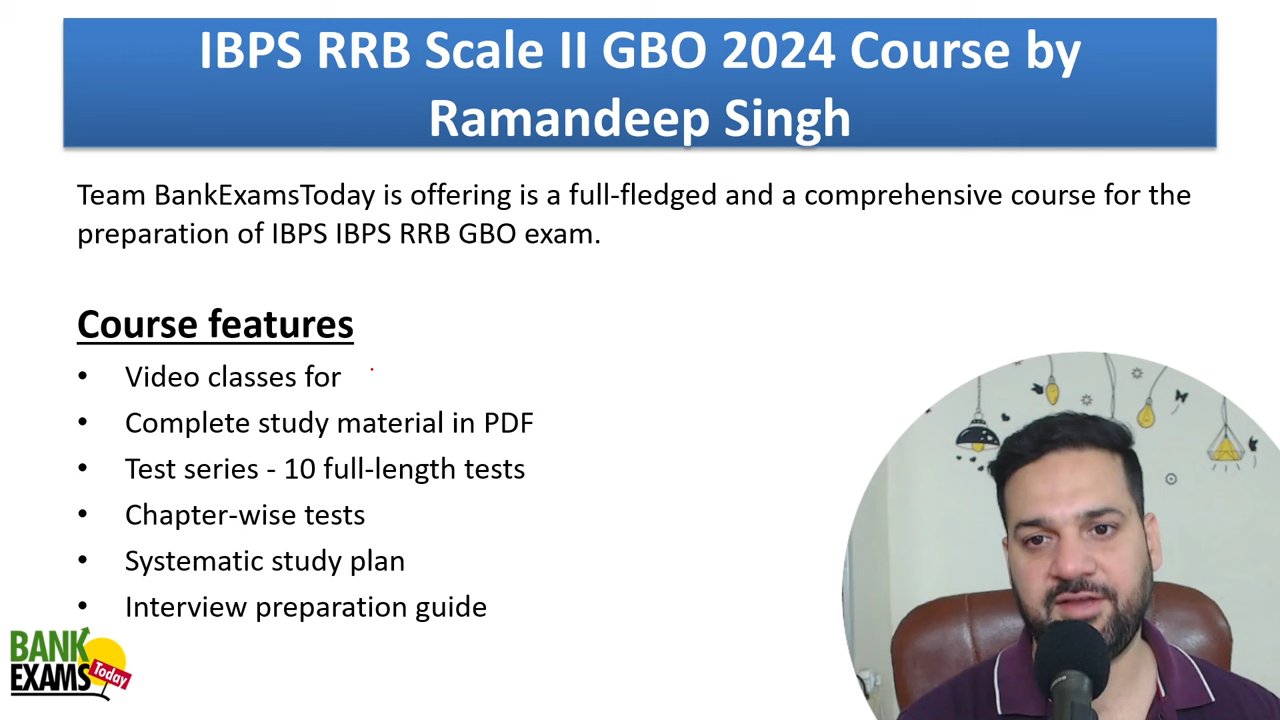 IBPS RRB Scale II GBO 2024 Course by
Ramandeep Singh
Team BankExamsToday is offering is a full-fledged and a comprehensive course for the
preparation of IBPS IBPS RRB GBO exam.
Course features
• Video classes for
• Complete study material in PDF
• Test series - 10 full-length tests
• Chapter-wise tests
• Systematic study plan
• Interview preparation guide
BANK
EXAMS Today